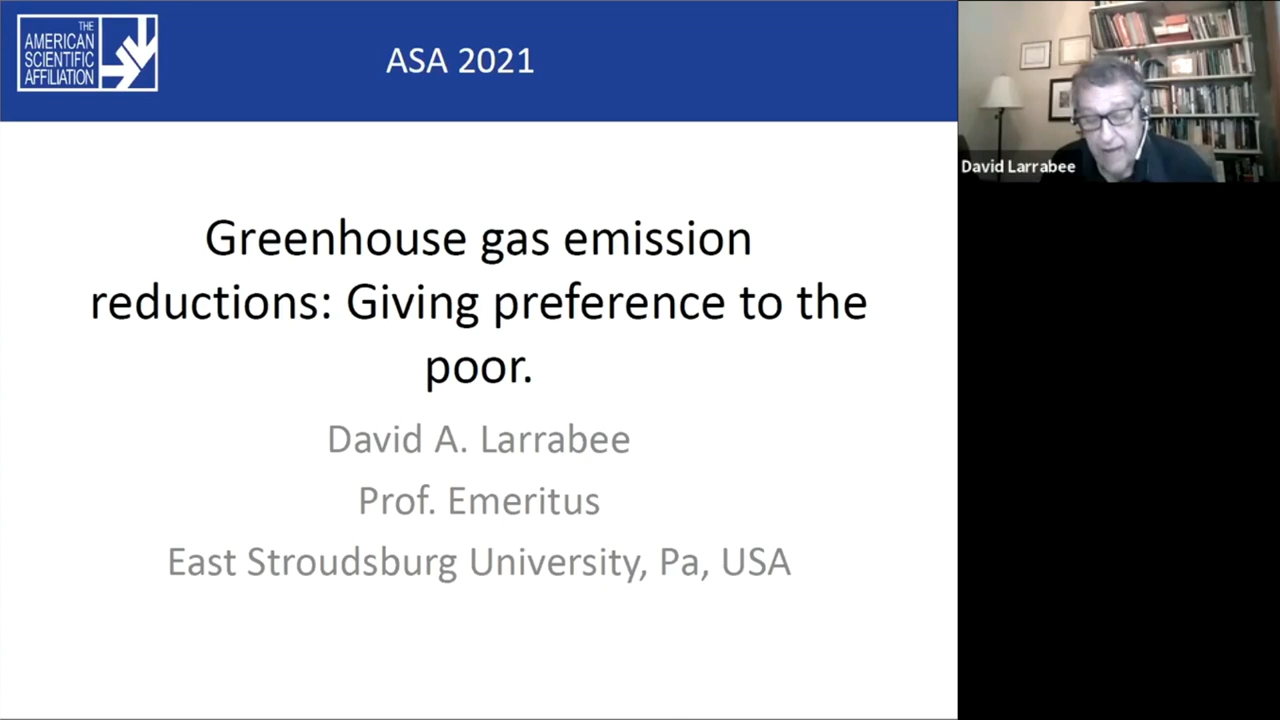 THE
AMERICAN
SCIENTIFIC
AFFILIATION
ASA 2021
David Larrabee
Greenhouse gas emission
reductions: Giving preference to the
poor.
David A. Larrabee
Prof. Emeritus
East Stroudsburg University, Pa, USA